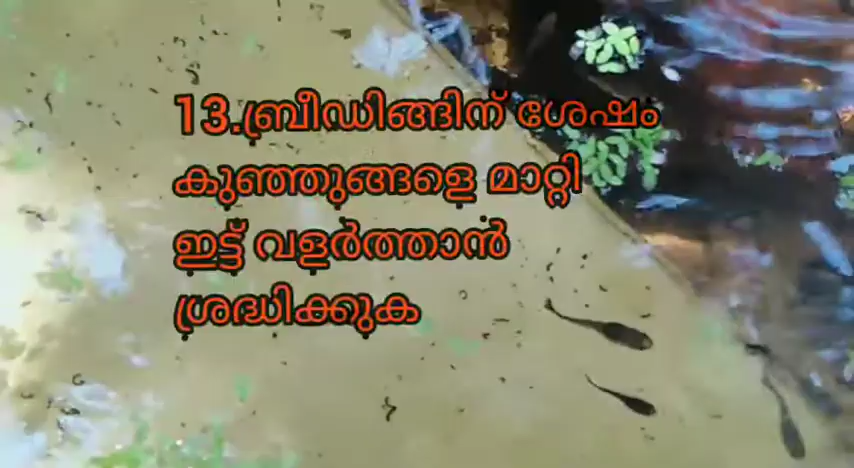 13.ബ്രീഡിങ്ങിന് ശേഷം
കുഞ്ഞുങ്ങളെ മാറ്റി
ഇട്ട് വളർത്താൻ
ശ്രദ്ധിക്കുക